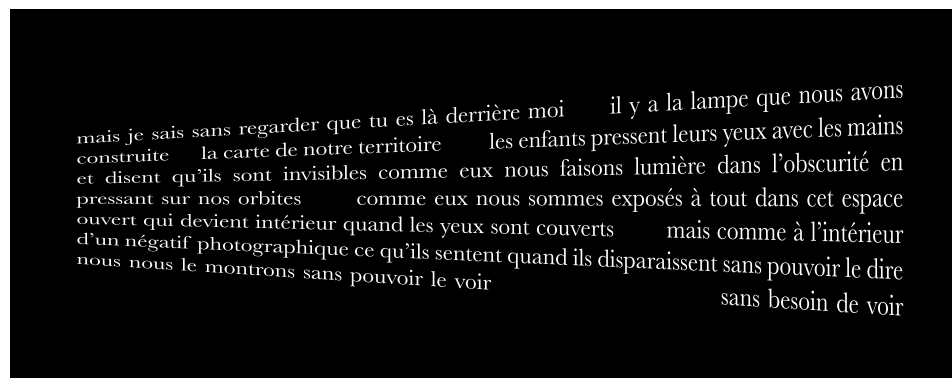 mais je sais sans regarder que tu es là derrière moi il y a la lampe que nous avons
construite la carte de notre territoire les enfants pressent leurs yeux avec les mains
et disent qu’ils sont invisibles comme eux nous faisons lumière dans l’obscurité en
pressant sur nos orbites comme eux nous sommes exposés à tout dans cet espace
ouvert qui devient intérieur quand les yeux sont couverts mais comme à l’intérieur
d’un négatif photographique ce qu’ils sentent quand ils disparaissent sans pouvoir le dire
nous nous le montrons sans pouvoir le voir
sans besoin de voir